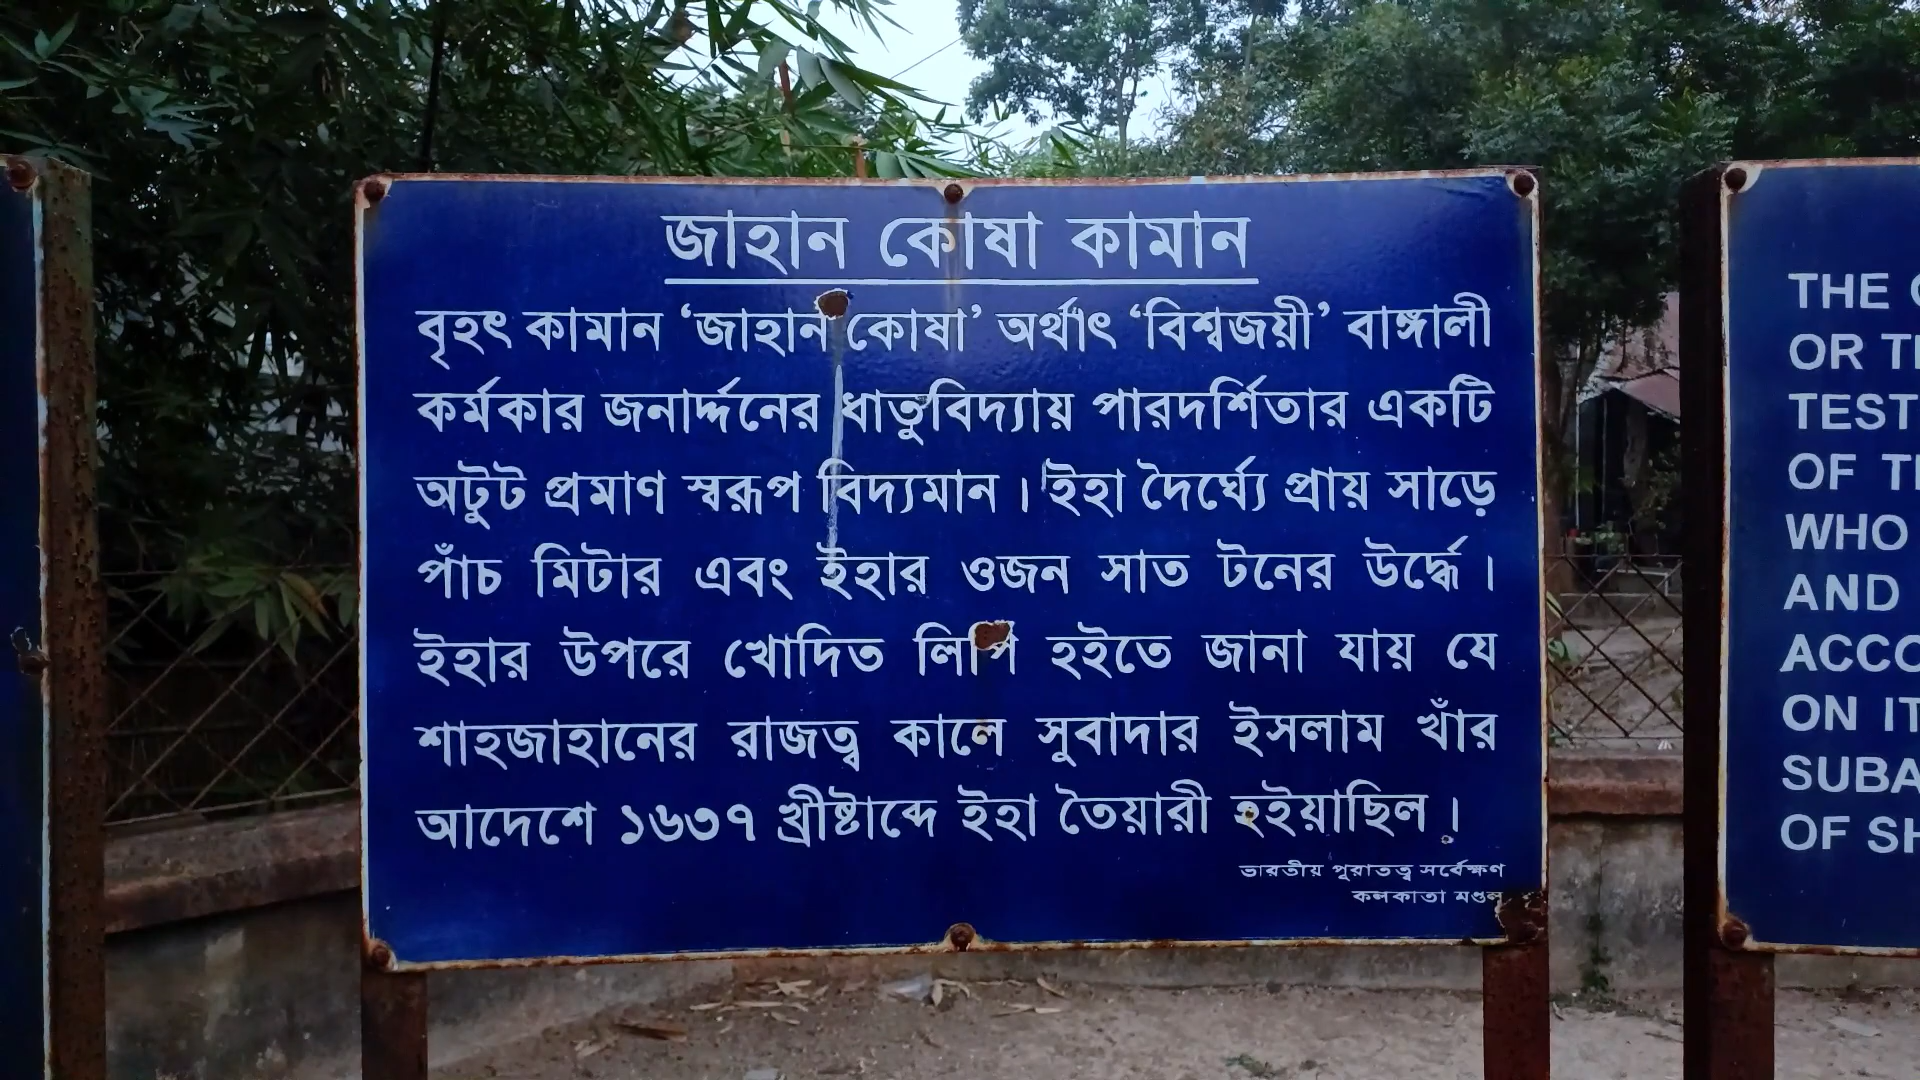 জাহান কোষা কামান
বৃহৎ কামান ‘জাহান কোষা’ অর্থাৎ ‘বিশ্বজয়ী’ বাঙ্গালী
কর্মকার জনার্দ্দনের ধাতুবিদ্যায় পারদর্শিতার একটি
অটুট প্রমাণ স্বরূপ বিদ্যমান। ইহা দৈর্ঘ্যে প্রায় সাড়ে
পাঁচ মিটার এবং ইহার ওজন সাত টনের উর্দ্ধে।
ইহার উপরে খোদিত লিপি হইতে জানা যায় যে
শাহজাহানের রাজত্ব কালে সুবাদার ইসলাম খাঁর
আদেশে ১৬৩৭ খ্রীষ্টাব্দে ইহা তৈয়ারী হইয়াছিল।
ভারতীয় পুরাতত্ত্ব সর্বেক্ষণ
কলকাতা মণ্ডল
THE
OR
TEST
OF
WHO
AND
ACCO
ON
SUBA
OF